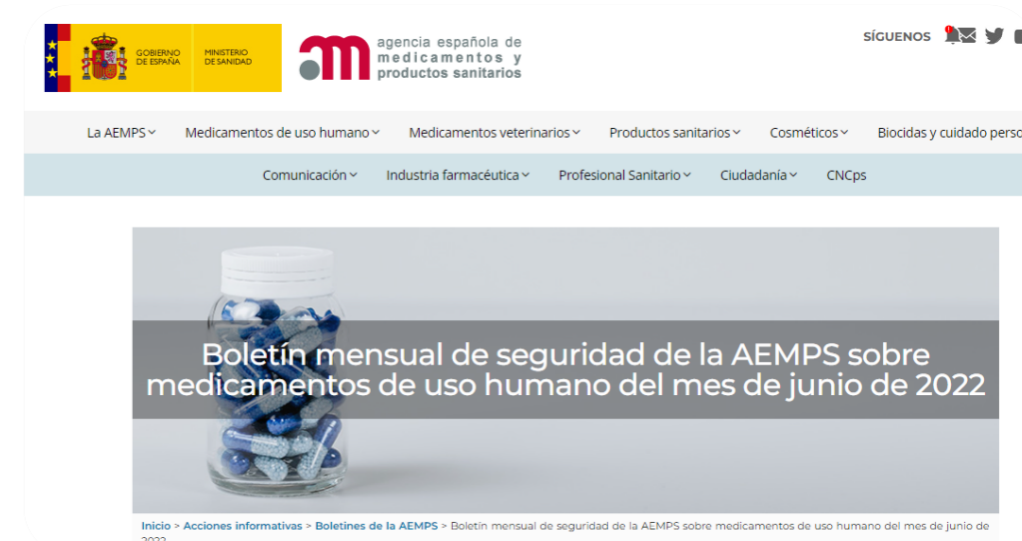 GOBIERNO
DE ESPAÑA
MINISTERIO
DE SANIDAD
agencia española de
medicamentos y
productos sanitarios
SÍGUENOS
La AEMPS Medicamentos de uso humano Medicamentos veterinarios Productos sanitarios Cosméticos Biocidas y cuidado perso
Comunicación Industria farmacéutica Profesional Sanitario Ciudadanía CNCps
Boletín mensual de seguridad de la AEMPS sobre
medicamentos de uso humano del mes de junio de 2022
Inicio > Acciones informativas > Boletines de la AEMPS > Boletín mensual de seguridad de la AEMPS sobre medicamentos de uso humano del mes de junio de
2022